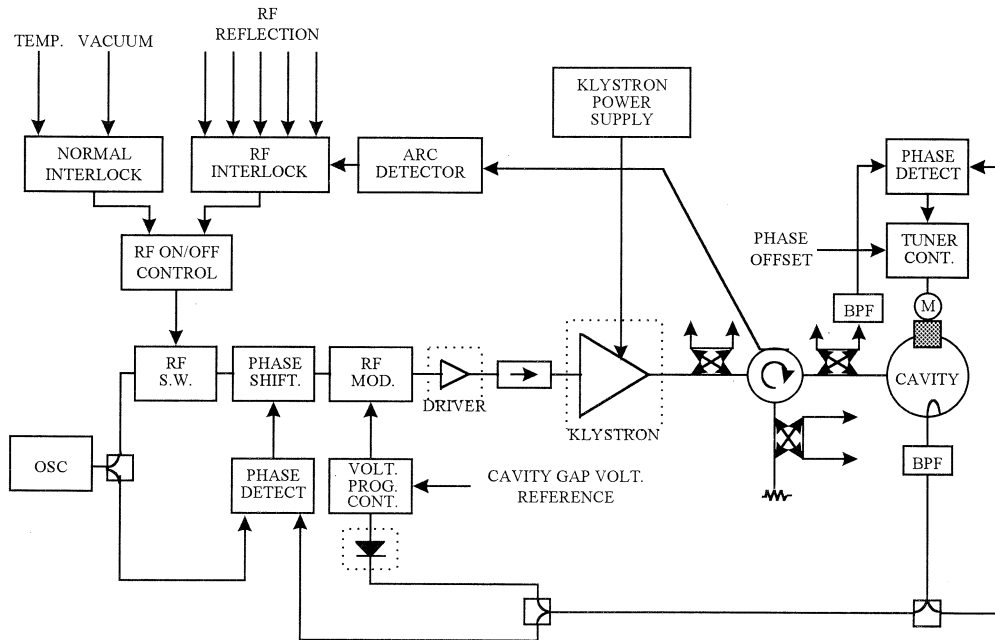 RF
REFLECTION
TEMP. VACUUM
KLYSTRON
POWER
SUPPLY
NORMAL
INTERLOCK
RF
INTERLOCK
ARC
DETECTOR
PHASE
DETECT
RF ON/OFF
CONTROL
PHASE
OFFSET
TUNER
CONT.
BPF
M
RF
S.W.
PHASE
SHIFT.
RF
MOD.
DRIVER
KLYSTRON
CAVITY
OSC
PHASE
DETECT
VOLT.
PROG.
CONT.
CAVITY GAP VOLT.
REFERENCE
BPF